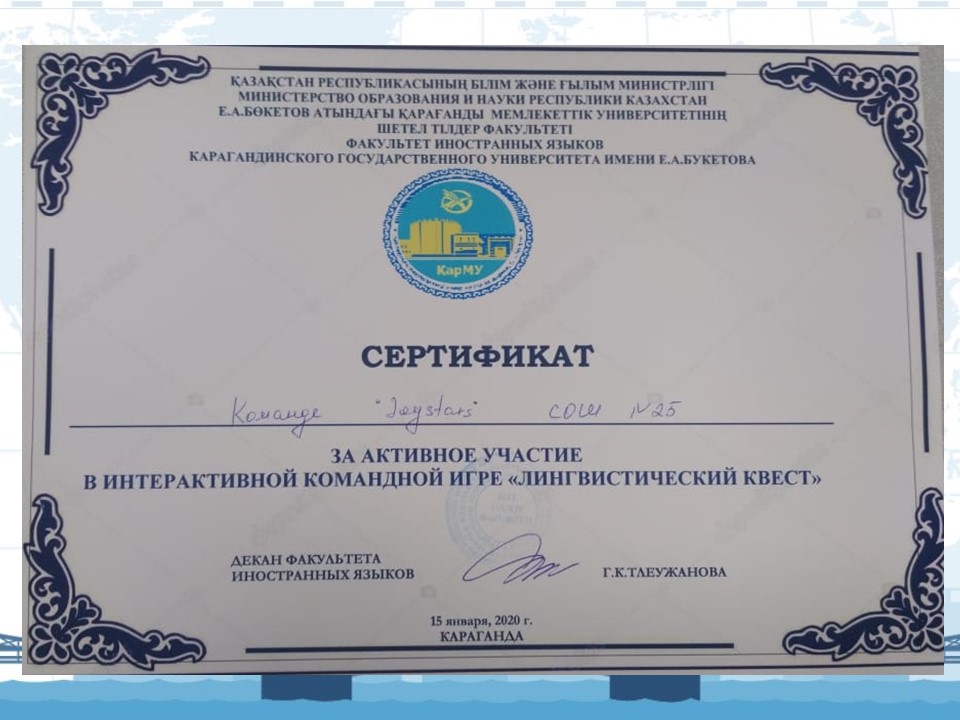 ҚАЗАҚСТАН РЕСПУБЛИКАСЫНЫҢ БІЛІМ ЖӘНЕ ҒЫЛЫМ МИНИСТРЛІГІ
МИНИСТЕРСТВО ОБРАЗОВАНИЯ И НАУКИ РЕСПУБЛИКИ КАЗАХСТАН
Е.А.БӨКЕТОВ АТЫНДАҒЫ ҚАРАҒАНДЫ МЕМЛЕКЕТТІК УНИВЕРСИТЕТІНІҢ
ШЕТЕЛ ТІЛДЕР ФАКУЛЬТЕТІ
ФАКУЛЬТЕТ ИНОСТРАННЫХ ЯЗЫКОВ
КАРАГАНДИНСКОГО ГОСУДАРСТВЕННОГО УНИВЕРСИТЕТА ИМЕНИ Е.А.БУКЕТОВА
ҚарМУ
СЕРТИФИКАТ
Команде "Joystars" СОШ №25
ЗА АКТИВНОЕ УЧАСТИЕ
В ИНТЕРАКТИВНОЙ КОМАНДНОЙ ИГРЕ «ЛИНГВИСТИЧЕСКИЙ КВЕСТ»
ДЕКАН ФАКУЛЬТЕТА
ИНОСТРАННЫХ ЯЗЫКОВ Г.К.ТЛЕУЖАНОВА
15 января, 2020 г.
КАРАГАНДА